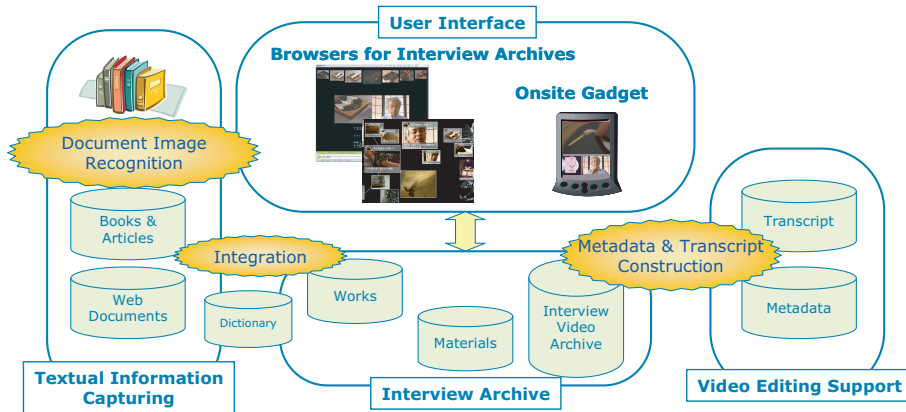 User Interface
Browsers for Interview Archives
Onsite Gadget
Document Image
Recognition
Books &
Articles
Web
Documents
Textual Information
Capturing
Integration
Dictionary
Works
Materials
Interview
Video
Archive
Interview Archive
Metadata & Transcript
Construction
Transcript
Metadata
Video Editing Support